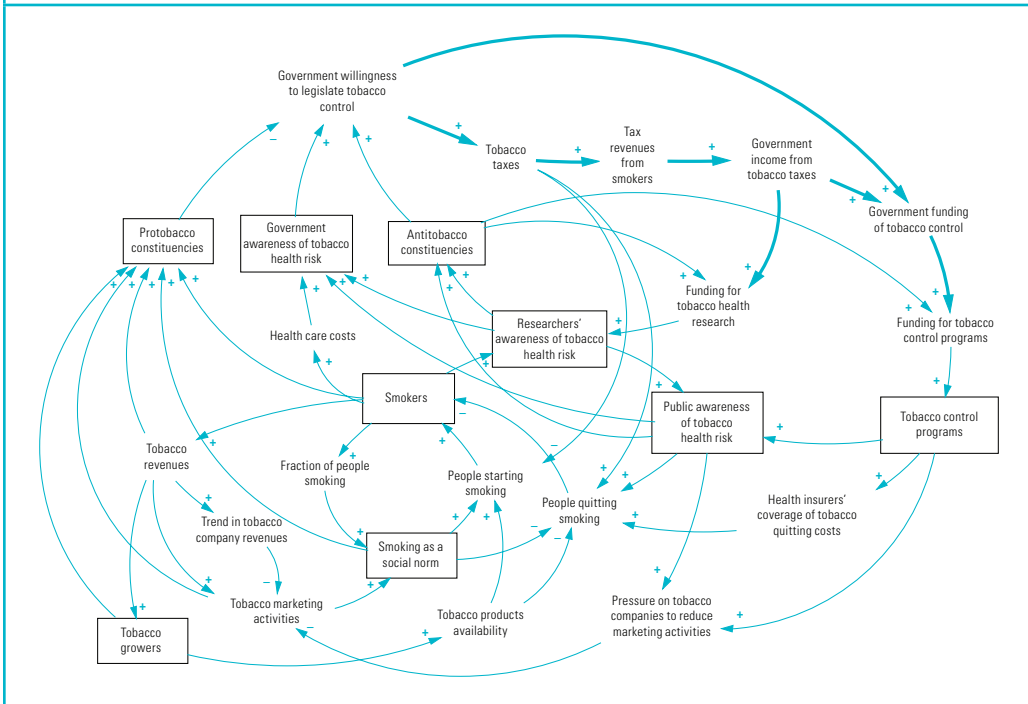 Government willingness
to legislate tobacco
control
Tobacco
taxes
Tax
revenues
from
smokers
Government
income from
tobacco taxes
Government funding
of tobacco control
Protobacco
constituencies
Government
awareness of tobacco
health risk
Antitobacco
constituencies
Funding for
tobacco health
research
Funding for tobacco
control programs
Health care costs
Researchers'
awareness of tobacco
health risk
Smokers
Public awareness
of tobacco
health risk
Tobacco control
programs
Tobacco
revenues
Fraction of people
smoking
People starting
smoking
People quitting
smoking
Health insurers'
coverage of tobacco
quitting costs
Trend in tobacco
company revenues
Smoking as a
social norm
Tobacco marketing
activities
Tobacco products
availability
Pressure on tobacco
companies to reduce
marketing activities
Tobacco
growers